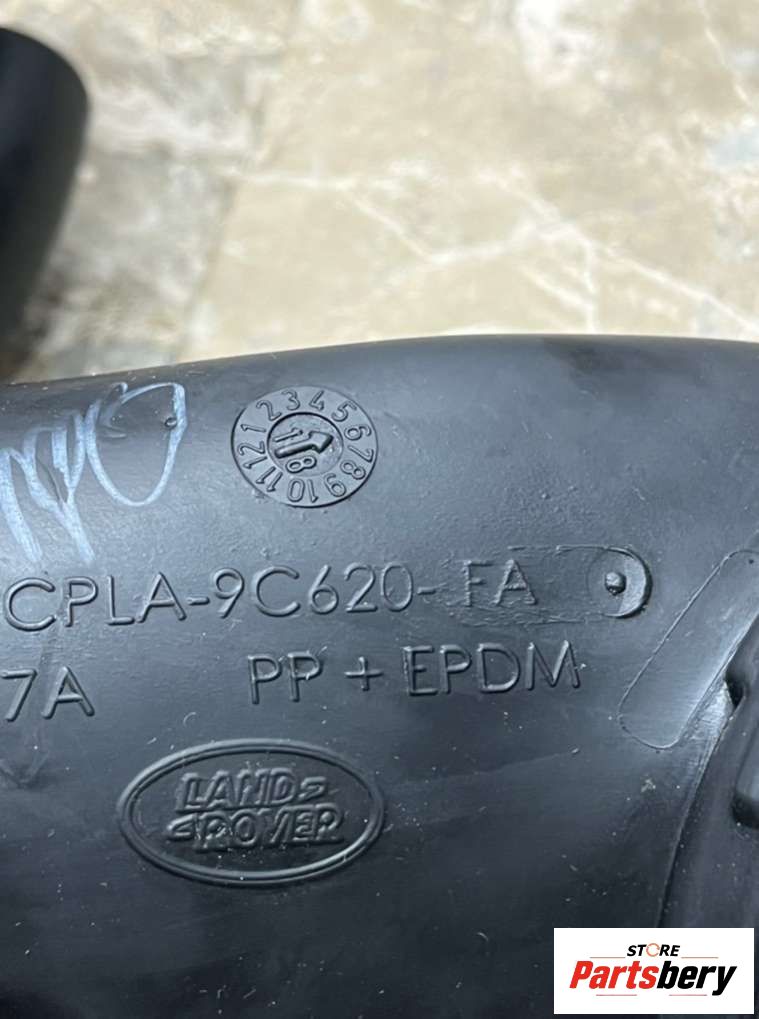 1 2 3 4 5 6 7 8 9 10 11 12
18
CPLA-9C620-FA
7A PP + EPDM
LAND
ROVER
STORE
Partsbery